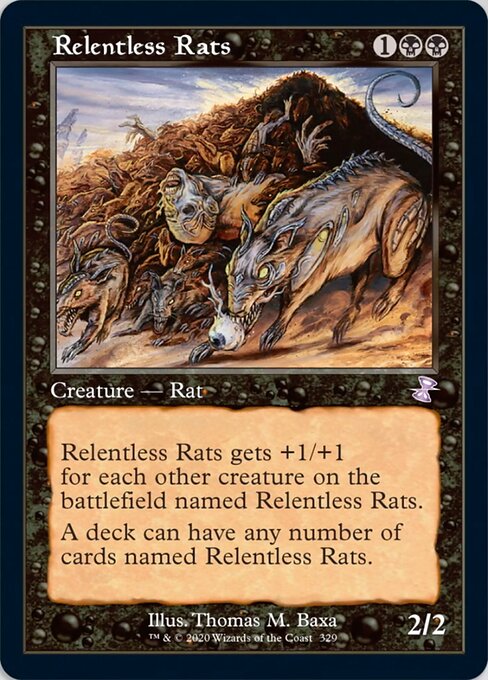 Relentless Rats 1
Creature — Rat
Relentless Rats gets +1/+1
for each other creature on the
battlefield named Relentless Rats.
A deck can have any number of
cards named Relentless Rats.
Illus. Thomas M. Baxa
™ & © 2020 Wizards of the Coast 329
2/2